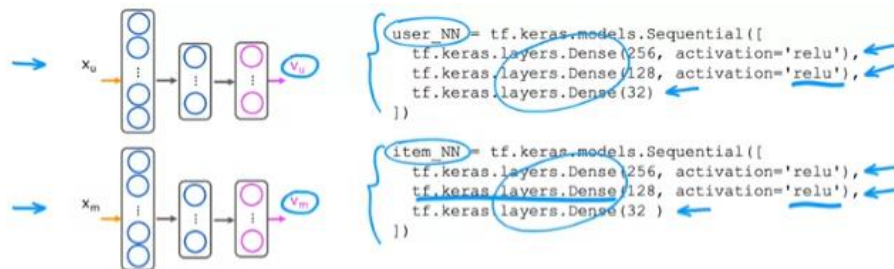 x_u
v_u
user_NN = tf.keras.models.Sequential([
tf.keras.layers.Dense(256, activation='relu'),
tf.keras.layers.Dense(128, activation='relu'),
tf.keras.layers.Dense(32)
])
x_m
v_m
item_NN = tf.keras.models.Sequential([
tf.keras.layers.Dense(256, activation='relu'),
tf.keras.layers.Dense(128, activation='relu'),
tf.keras.layers.Dense(32 )
])